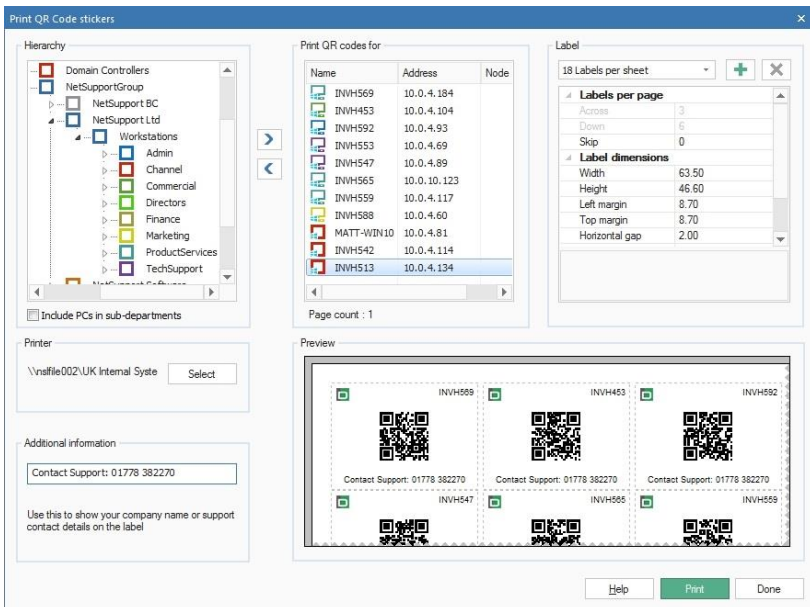 Print QR Code stickers
Hierarchy
Domain Controllers
NetSupportGroup
NetSupport BC
NetSupport Ltd
Workstations
Admin
Channel
Commercial
Directors
Finance
Marketing
ProductServices
TechSupport
Include PCs in sub-departments
Print QR codes for
Name Address Node
INVH569 10.0.4.184
INVH453 10.0.4.104
INVH592 10.0.4.93
INVH553 10.0.4.69
INVH547 10.0.4.89
INVH565 10.0.10.123
INVH559 10.0.4.117
INVH588 10.0.4.60
MATT-WIN10 10.0.4.81
INVH542 10.0.4.114
INVH513 10.0.4.134
Page count : 1
Label
18 Labels per sheet
Labels per page
Across 3
Down 6
Skip 0
Label dimensions
Width 63.50
Height 46.60
Left margin 8.70
Top margin 8.70
Horizontal gap 2.00
Printer
\\nslfile002\UK Internal Syste
Select
Additional information
Contact Support: 01778 382270
Use this to show your company name or support
contact details on the label
Preview
INVH569 INVH453 INVH592
Contact Support: 01778 382270 Contact Support: 01778 382270 Contact Support: 01778 382270
INVH547 INVH565 INVH559
Help Print Done